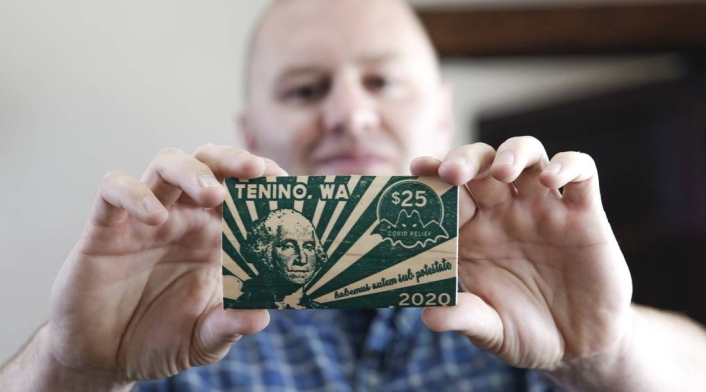 TENINO, WA
$25
COVID RELIEF
habemus autem sub potestate
2020